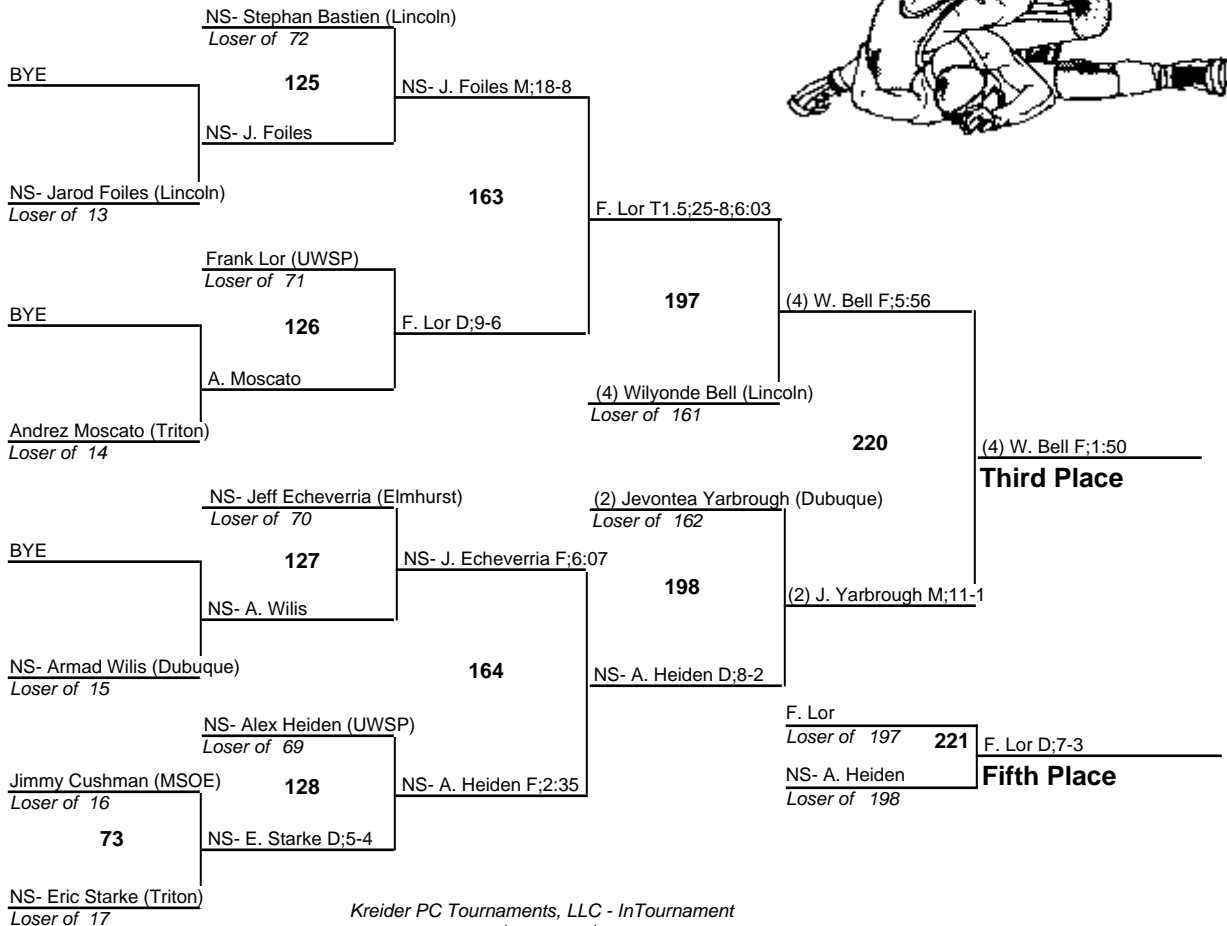 NS- Stephan Bastien (Lincoln)
Loser of 72
BYE
125
NS- J. Foiles M;18-8
NS- J. Foiles
NS- Jarod Foiles (Lincoln)
Loser of 13
163
F. Lor T1.5;25-8;6:03
Frank Lor (UWSP)
Loser of 71
BYE
126
F. Lor D;9-6
197
(4) W. Bell F;5:56
A. Moscato
(4) Wilyonde Bell (Lincoln)
Loser of 161
Andrez Moscato (Triton)
Loser of 14
220
(4) W. Bell F;1:50
Third Place
NS- Jeff Echeverria (Elmhurst)
Loser of 70
(2) Jevontea Yarbrough (Dubuque)
Loser of 162
BYE
127
NS- J. Echeverria F;6:07
198
(2) J. Yarbrough M;11-1
NS- A. Wilis
NS- Armad Wilis (Dubuque)
Loser of 15
164
NS- A. Heiden D;8-2
NS- Alex Heiden (UWSP)
Loser of 69
F. Lor
Loser of 197
221
F. Lor D;7-3
Fifth Place
NS- A. Heiden
Loser of 198
Jimmy Cushman (MSOE)
Loser of 16
128
NS- A. Heiden F;2:35
73
NS- E. Starke D;5-4
NS- Eric Starke (Triton)
Loser of 17
Kreider PC Tournaments, LLC - InTournament